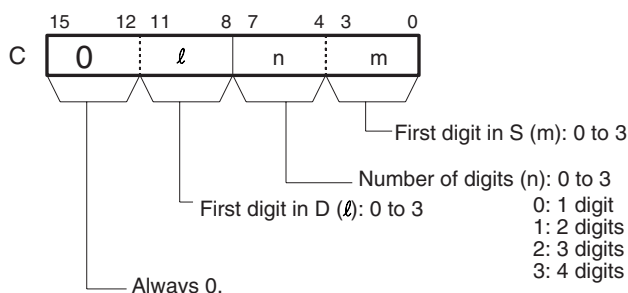 15 12 11 8 7 4 3 0
C 0 ℓ n m
First digit in S (m): 0 to 3
Number of digits (n): 0 to 3
First digit in D (ℓ): 0 to 3
0: 1 digit
1: 2 digits
2: 3 digits
3: 4 digits
Always 0.